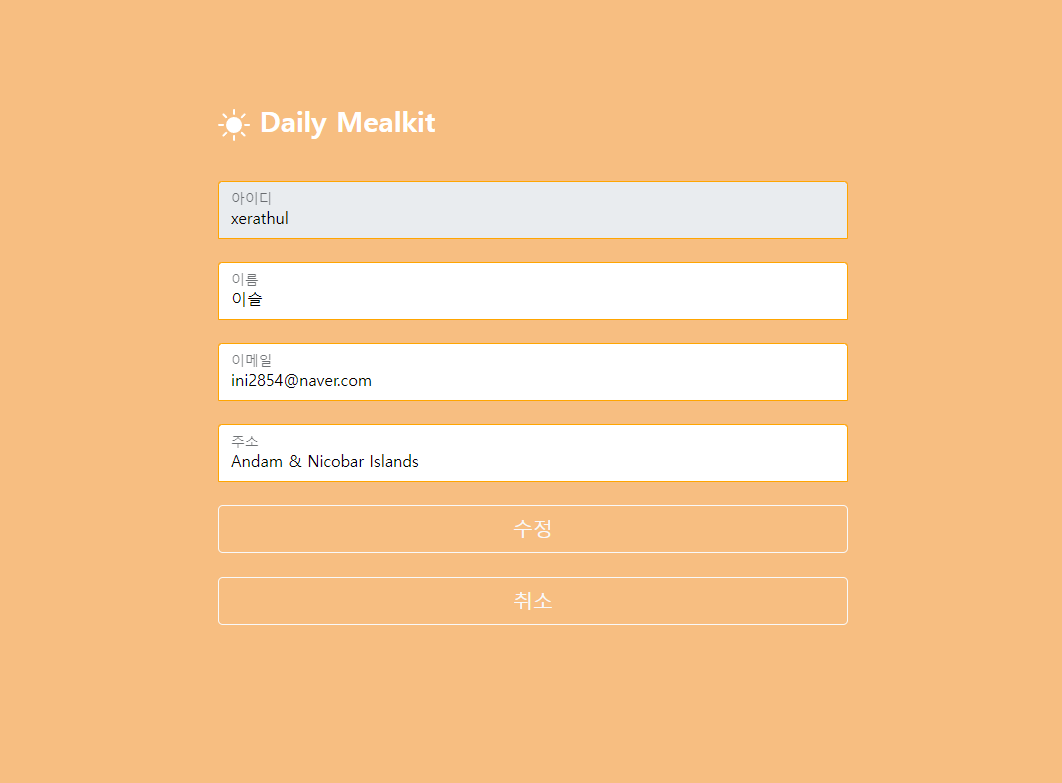 Daily Mealkit
아이디
xerathul
이름
이슬
이메일
ini2854@naver.com
주소
Andam & Nicobar Islands
수정
취소